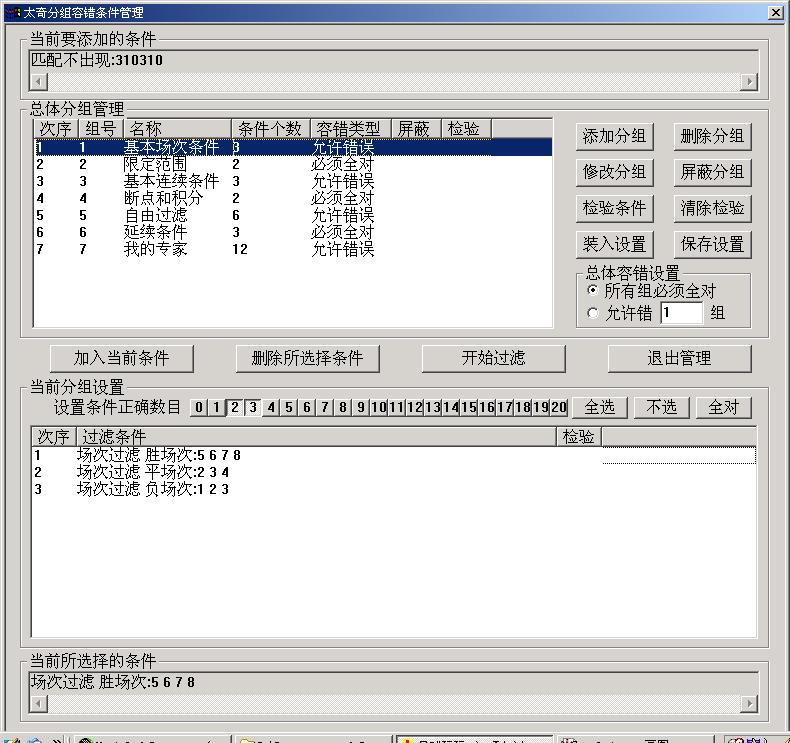 太奇分组容错条件管理
当前要添加的条件
匹配不出现:310310
总体分组管理
次序 组号 名称 条件个数 容错类型 屏蔽 检验
1 1 基本场次条件 3 允许错误
2 2 限定范围 2 必须全对
3 3 基本连续条件 3 允许错误
4 4 断点和积分 2 必须全对
5 5 自由过滤 6 允许错误
6 6 延续条件 3 必须全对
7 7 我的专家 12 允许错误
添加分组 删除分组
修改分组 屏蔽分组
检验条件 清除检验
装入设置 保存设置
总体容错设置
所有组必须全对
允许错 1 组
加入当前条件 删除所选择条件 开始过滤 退出管理
当前分组设置
设置条件正确数目 0 1 2 3 4 5 6 7 8 9 10 11 12 13 14 15 16 17 18 19 20 全选 不选 全对
次序 过滤条件 检验
1 场次过滤 胜场次:5 6 7 8
2 场次过滤 平场次:2 3 4
3 场次过滤 负场次:1 2 3
当前所选择的条件
场次过滤 胜场次:5 6 7 8